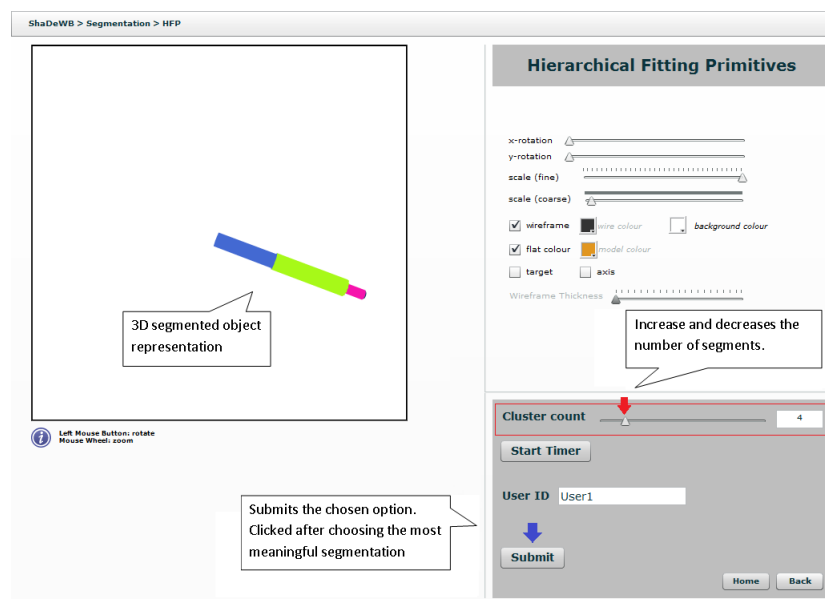 ShaDeWB > Segmentation > HFP
Hierarchical Fitting Primitives
x-rotation
y-rotation
scale (fine)
scale (coarse)
wireframe wire colour background colour
flat colour model colour
target axis
Wireframe Thickness
3D segmented object
representation
Increase and decreases the
number of segments.
Left Mouse Button: rotate
Mouse Wheel: zoom
Cluster count 4
Start Timer
User ID User1
Submits the chosen option.
Clicked after choosing the most
meaningful segmentation
Submit
Home Back